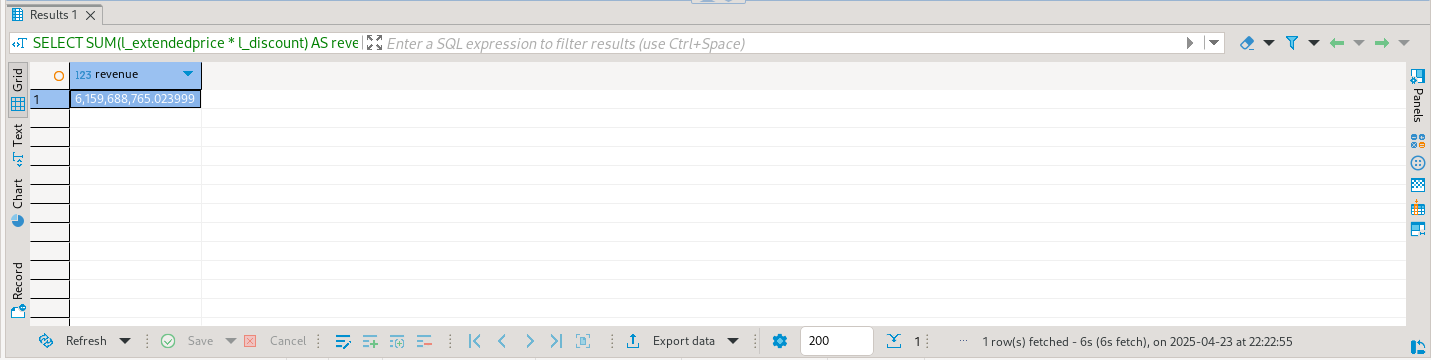 Results 1
SELECT SUM(l_extendedprice * l_discount) AS reve Enter a SQL expression to filter results (use Ctrl+Space)
Grid
Text
Chart
Record
123 revenue
1 6,159,688,765.023999
Panels
Refresh Save Cancel Export data 200 1 1 row(s) fetched - 6s (6s fetch), on 2025-04-23 at 22:22:55